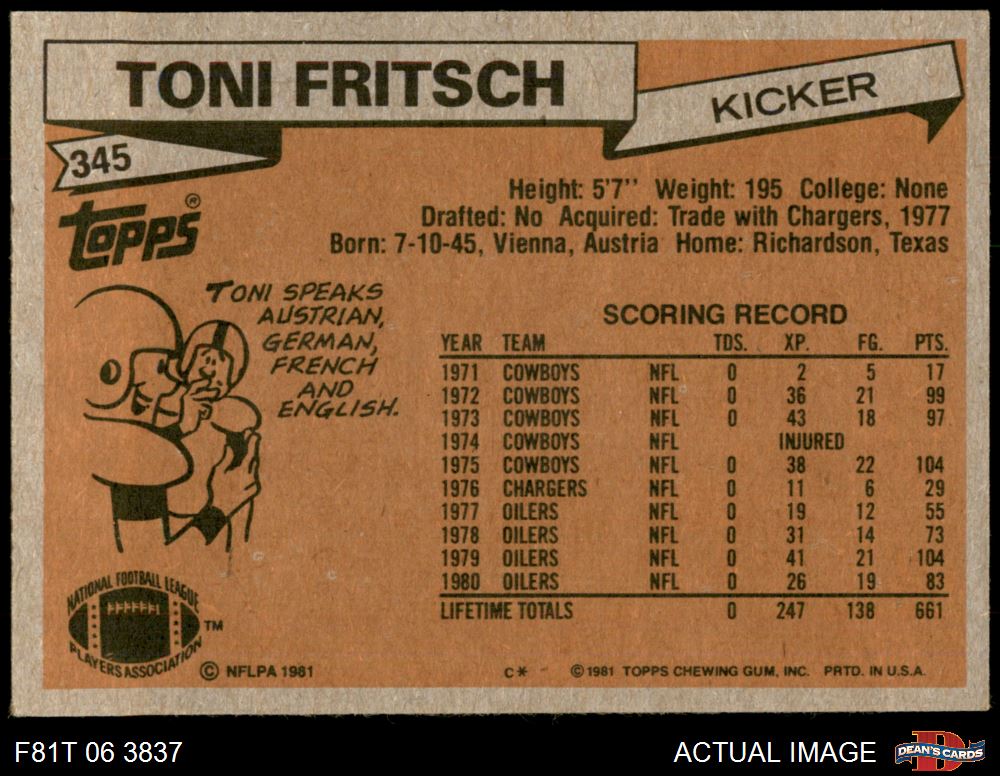 TONI FRITSCH
KICKER
345
TOPPS®
Height: 5'7'' Weight: 195 College: None
Drafted: No Acquired: Trade with Chargers, 1977
Born: 7-10-45, Vienna, Austria Home: Richardson, Texas
TONI SPEAKS
AUSTRIAN,
GERMAN,
FRENCH
AND
ENGLISH.
SCORING RECORD
YEAR TEAM TDS. XP. FG. PTS.
1971 COWBOYS NFL 0 2 5 17
1972 COWBOYS NFL 0 36 21 99
1973 COWBOYS NFL 0 43 18 97
1974 COWBOYS NFL INJURED
1975 COWBOYS NFL 0 38 22 104
1976 CHARGERS NFL 0 11 6 29
1977 OILERS NFL 0 19 12 55
1978 OILERS NFL 0 31 14 73
1979 OILERS NFL 0 41 21 104
1980 OILERS NFL 0 26 19 83
LIFETIME TOTALS 0 247 138 661
NATIONAL FOOTBALL LEAGUE
PLAYERS ASSOCIATION
TM
© NFLPA 1981
C*
©1981 TOPPS CHEWING GUM, INC. PRTD. IN U.S.A.
F81T 06 3837
ACTUAL IMAGE
DEAN'S CARDS